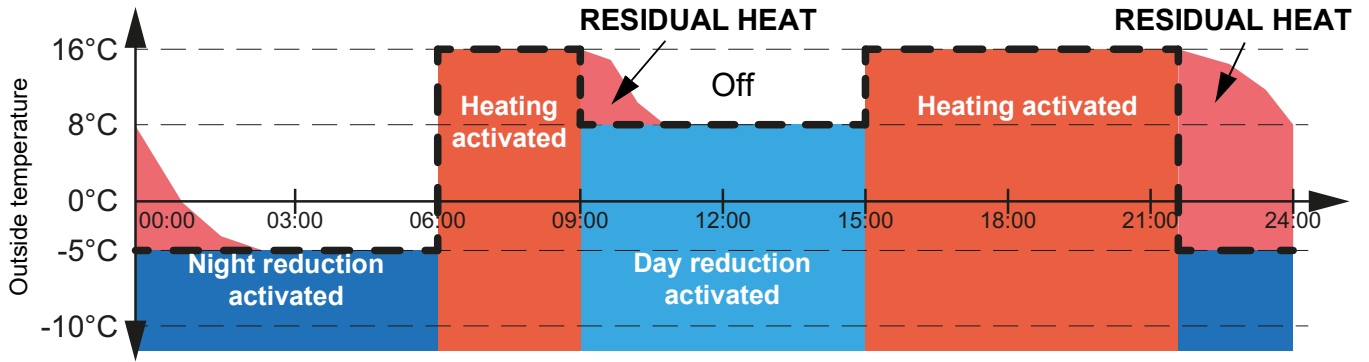 RESIDUAL HEAT
RESIDUAL HEAT
Outside temperature
16°C
8°C
0°C
-5°C
-10°C
Heating
activated
Off
Heating activated
00:00
03:00
06:00
09:00
12:00
15:00
18:00
21:00
24:00
Night reduction
activated
Day reduction
activated